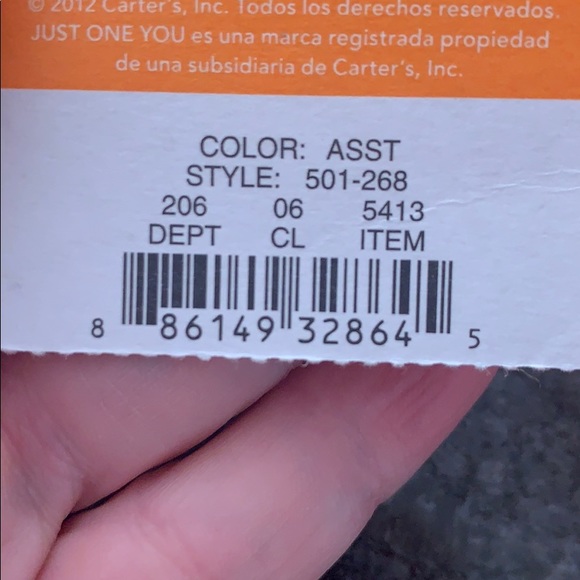 © 2012 Carter's, Inc. Todos los derechos reservados.
JUST ONE YOU es una marca registrada propiedad
de una subsidiaria de Carter's, Inc.
COLOR: ASST
STYLE: 501-268
206 06 5413
DEPT CL ITEM
8 86149 32864 5